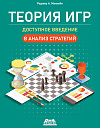 ТЕОРИЯ ИГР
ДОСТУПНОЕ ВВЕДЕНИЕ
В АНАЛИЗ СТРАТЕГИЙ